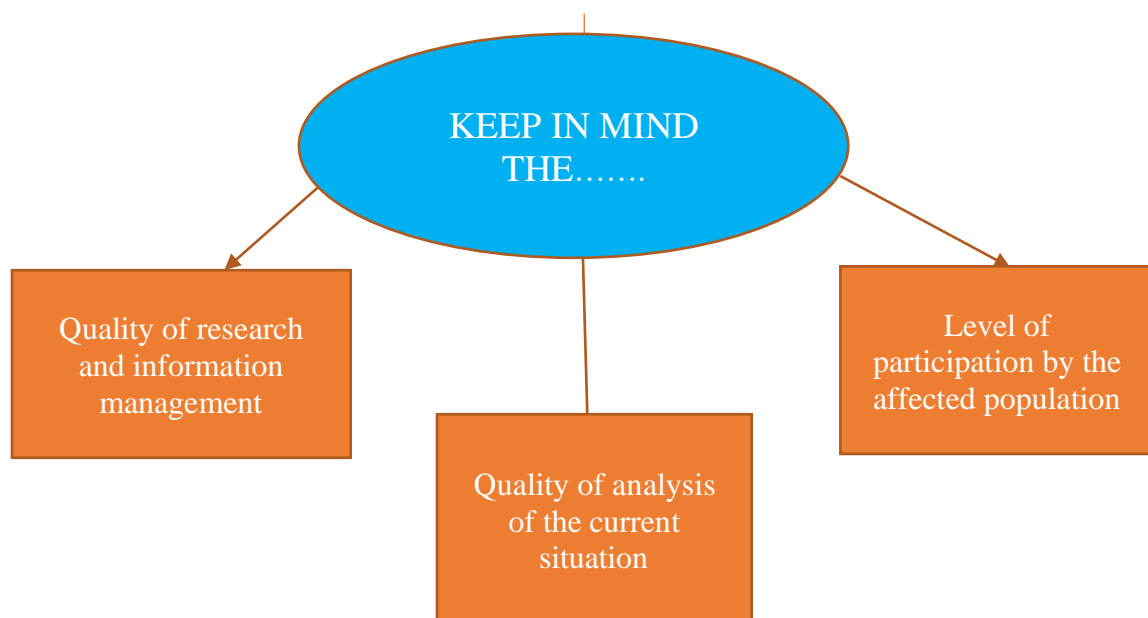 KEEP IN MIND
THE…….
Quality of research
and information
management
Quality of analysis
of the current
situation
Level of
participation by the
affected population